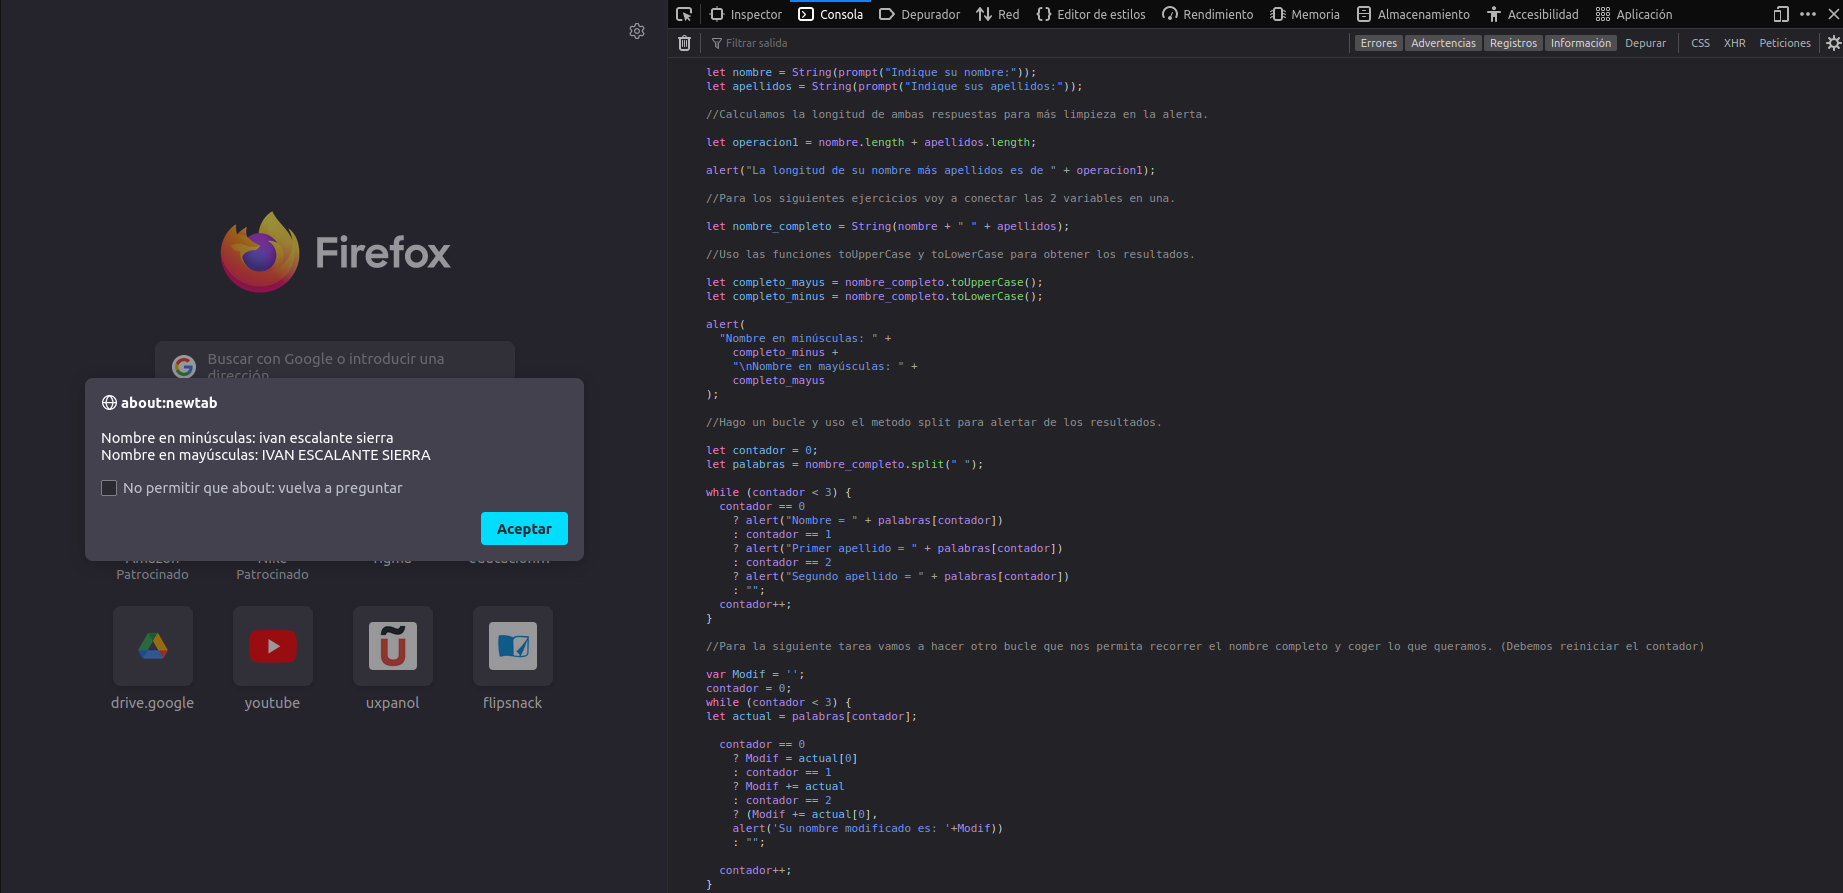 Firefox
Buscar con Google o introducir una
dirección
about:newtab
Nombre en minúsculas: ivan escalante sierra
Nombre en mayúsculas: IVAN ESCALANTE SIERRA
No permitir que about: vuelva a preguntar
Aceptar
Patrocinado
Patrocinado
drive.google
youtube
uxpanol
flipsnack
Inspector
Consola
Depurador
Red
Editor de estilos
Rendimiento
Memoria
Almacenamiento
Accesibilidad
Aplicación
Filtrar salida
Errores
Advertencias
Registros
Información
Depurar
CSS
XHR
Peticiones
let nombre = String(prompt("Indique su nombre:"));
let apellidos = String(prompt("Indique sus apellidos:"));
//Calculamos la longitud de ambas respuestas para más limpieza en la alerta.
let operacion1 = nombre.length + apellidos.length;
alert("La longitud de su nombre más apellidos es de " + operacion1);
//Para los siguientes ejercicios voy a conectar las 2 variables en una.
let nombre_completo = String(nombre + " " + apellidos);
//Uso las funciones toUpperCase y toLowerCase para obtener los resultados.
let completo_mayus = nombre_completo.toUpperCase();
let completo_minus = nombre_completo.toLowerCase();
alert(
"Nombre en minúsculas: " +
completo_minus +
"\nNombre en mayúsculas: " +
completo_mayus
);
//Hago un bucle y uso el metodo split para alertar de los resultados.
let contador = 0;
let palabras = nombre_completo.split(" ");
while (contador < 3) {
contador == 0
? alert("Nombre = " + palabras[contador])
: contador == 1
? alert("Primer apellido = " + palabras[contador])
: contador == 2
? alert("Segundo apellido = " + palabras[contador])
: "";
contador++;
}
//Para la siguiente tarea vamos a hacer otro bucle que nos permita recorrer el nombre completo y coger lo que queramos. (Debemos reiniciar el contador)
var Modif = '';
contador = 0;
while (contador < 3) {
let actual = palabras[contador];
contador == 0
? Modif = actual[0]
: contador == 1
? Modif += actual
: contador == 2
? (Modif += actual[0],
alert('Su nombre modificado es: '+Modif))
: "";
contador++;
}